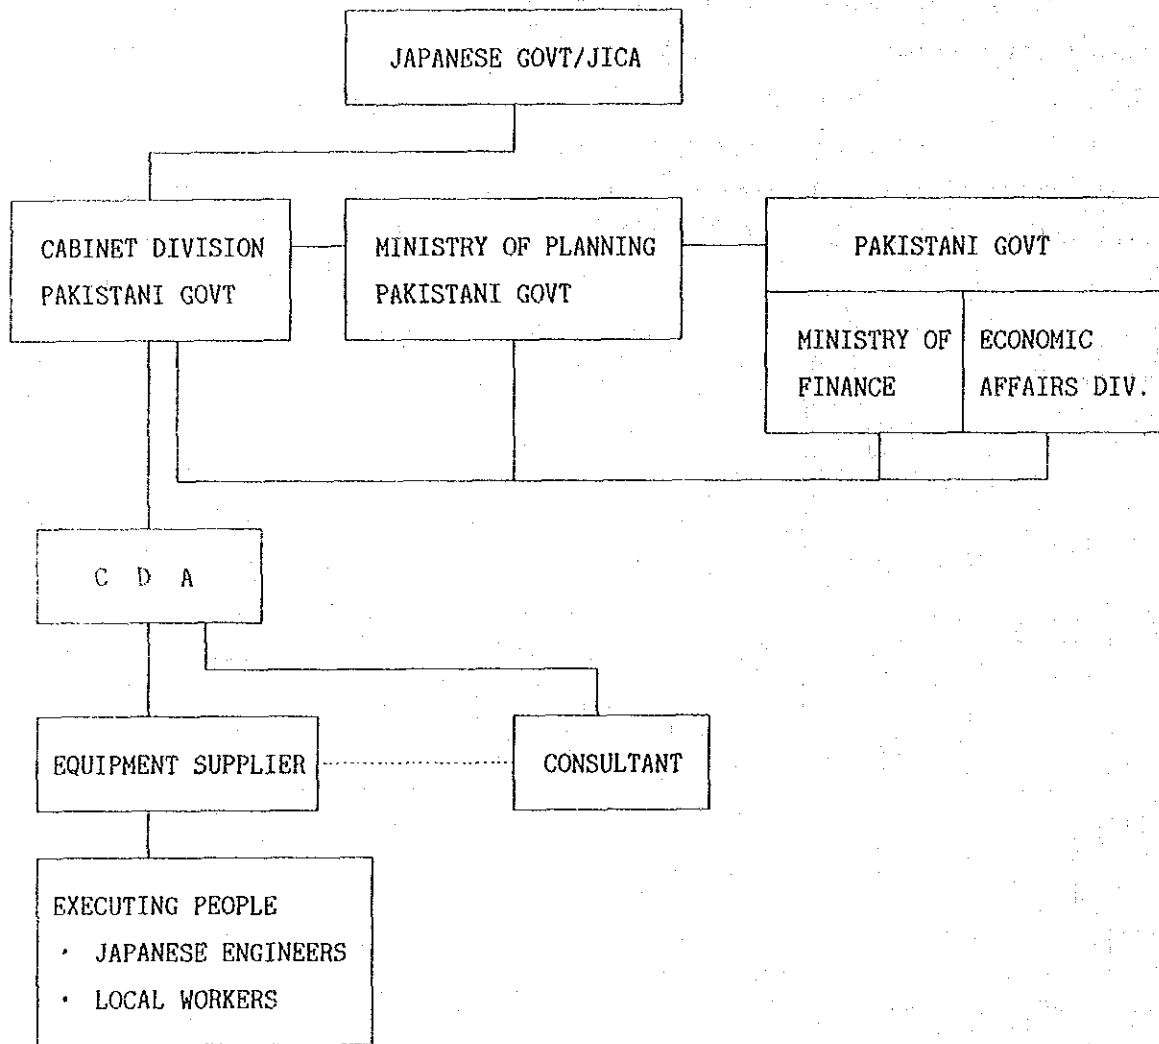 JAPANESE GOVT/JICA
CABINET DIVISION
PAKISTANI GOVT
MINISTRY OF PLANNING
PAKISTANI GOVT
PAKISTANI GOVT
MINISTRY OF
FINANCE
ECONOMIC
AFFAIRS DIV.
C D A
EQUIPMENT SUPPLIER
CONSULTANT
EXECUTING PEOPLE
・ JAPANESE ENGINEERS
・ LOCAL WORKERS